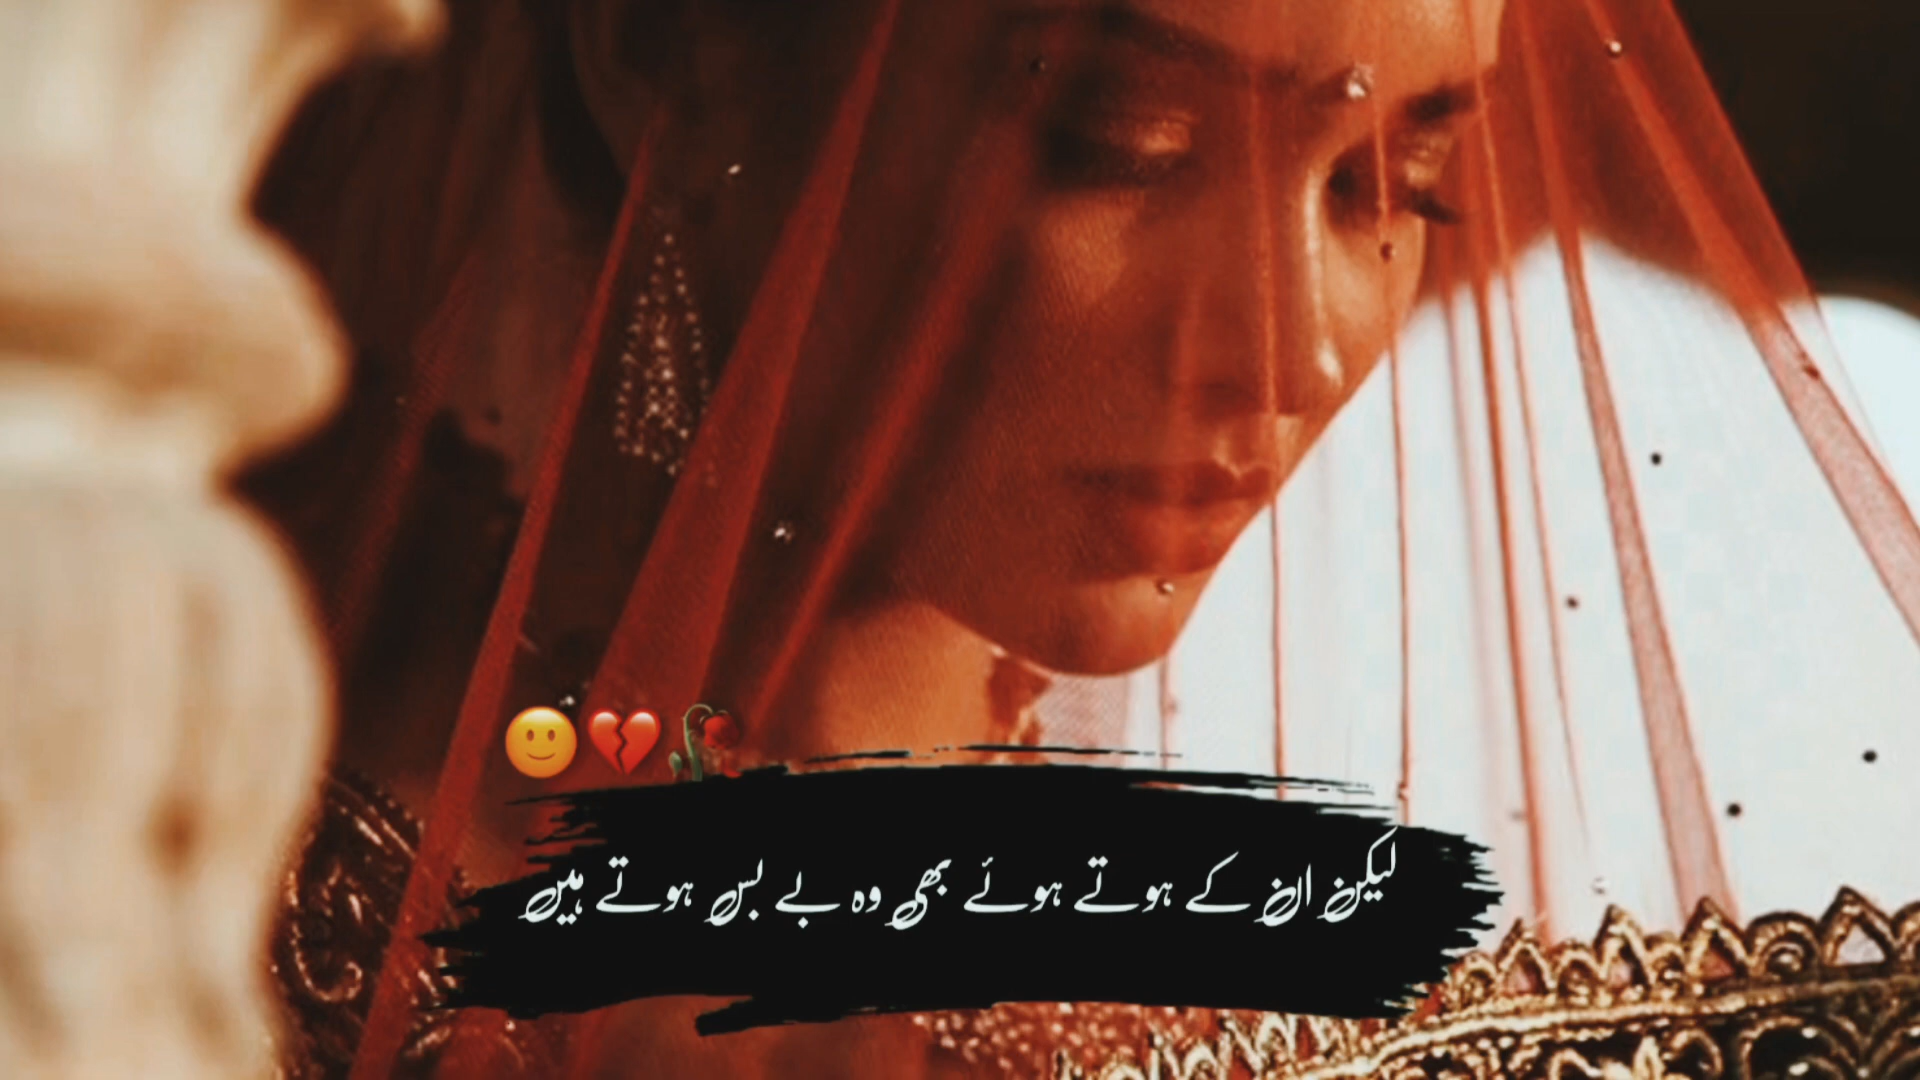 🙂💔🥀
لیکن ان کے ہوتے ہوئے بھی وہ بے بس ہوتے ہیں